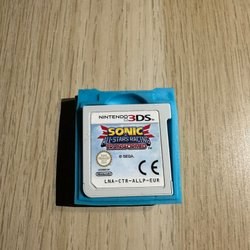 NINTENDO 3DS
SONIC
ALL-STARS RACING
TRANSFORMED
© SEGA
CE
LNA-CTR-ALLP-EUR